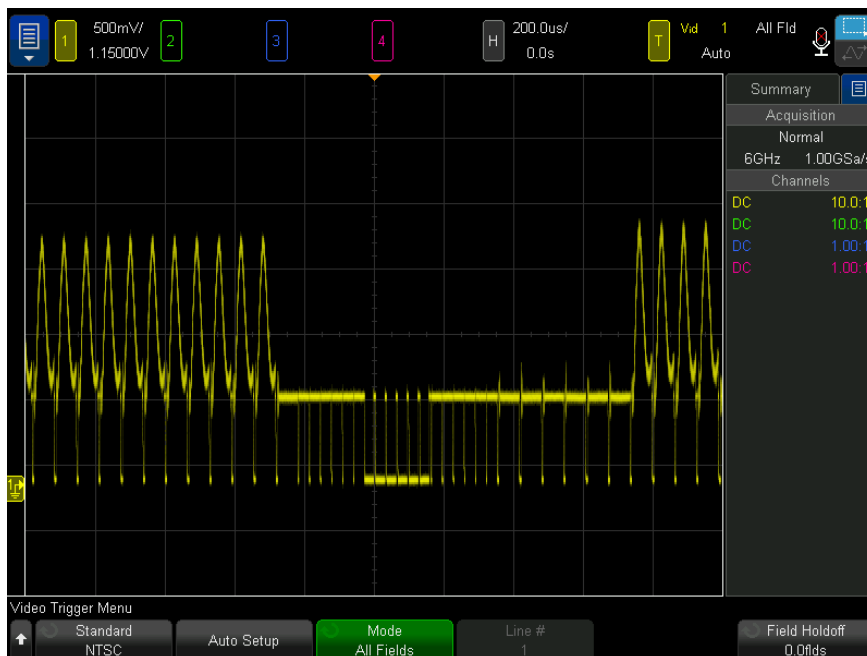 1 500mV/ 1.15000V
2
3
4
H 200.0us/ 0.0s
T Vid 1 All Fld Auto
Summary
Acquisition
Normal
6GHz 1.00GSa/s
Channels
DC 10.0:1
DC 10.0:1
DC 1.00:1
DC 1.00:1
1
Video Trigger Menu
Standard
NTSC
Auto Setup
Mode
All Fields
Line #
1
Field Holdoff
0.0flds